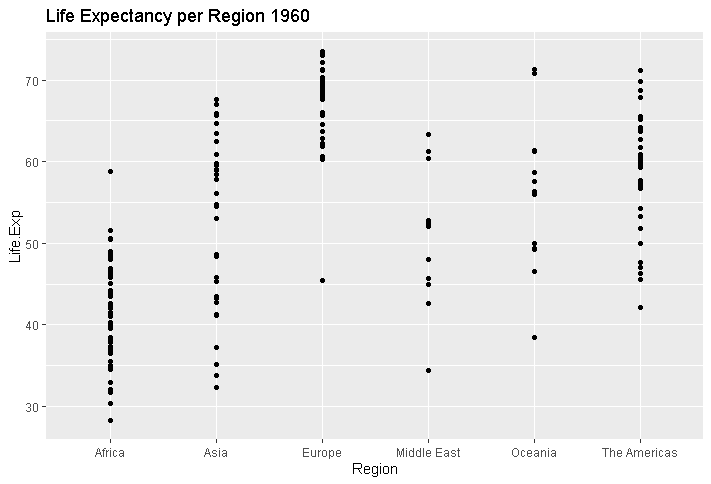 Life Expectancy per Region 1960
Life.Exp
70
60
50
40
30
Africa Asia Europe Middle East Oceania The Americas
Region